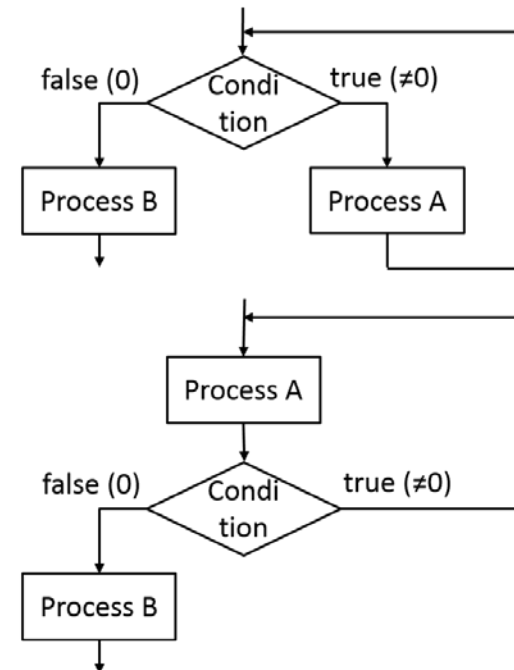 false (0)
true (≠0)
Condi
tion
Process B
Process A
Process A
false (0)
true (≠0)
Condi
tion
Process B